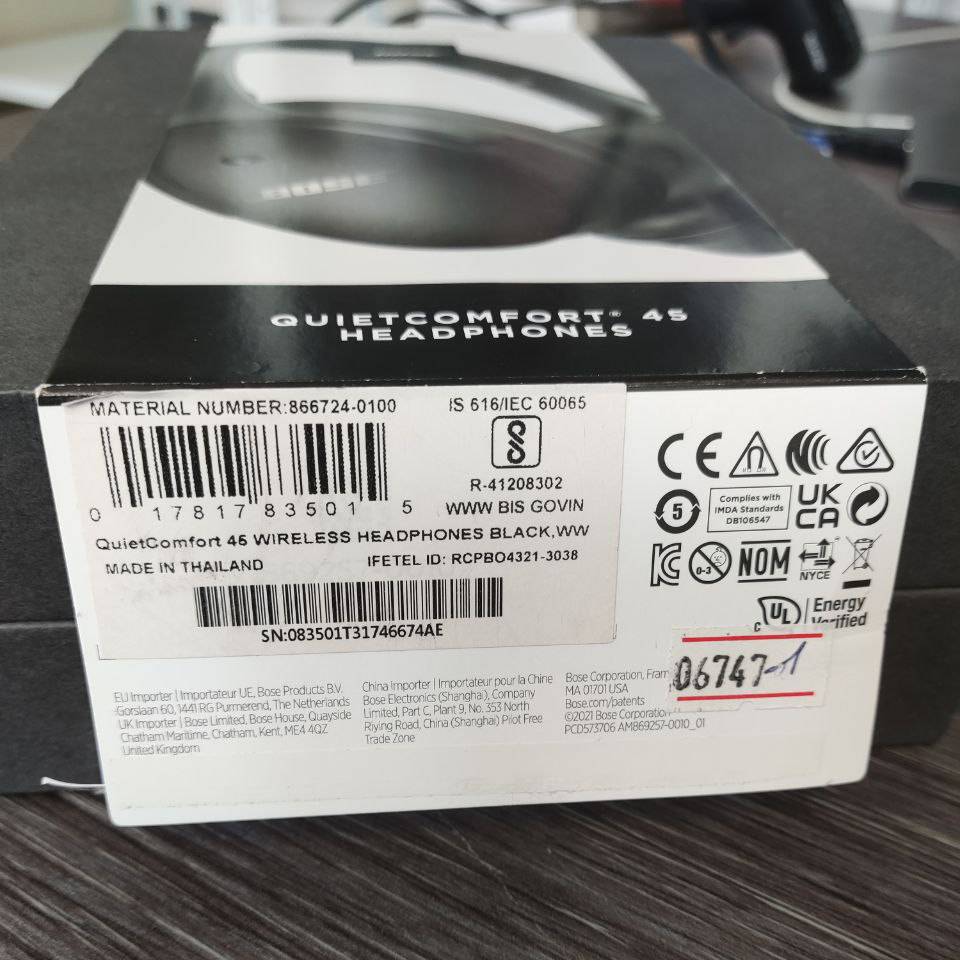 BOSE
QUIETCOMFORT® 45
HEADPHONES
MATERIAL NUMBER:866724-0100
IS 616/IEC 60065
R-41208302
0 17817 83501 5
WWW BIS GOVIN
QuietComfort 45 WIRELESS HEADPHONES BLACK,WW
MADE IN THAILAND
IFETEL ID: RCPBO4321-3038
SN:083501T31746674AE
CE
5
Complies with
IMDA Standards
DB106547
UK
CA
0-3
NOM
NYCE
C UL
Energy
Verified
06747-1
EU Importer | Importateur UE, Bose Products B.V.
Gorslaan 60, 1441 RG Purmerend, The Netherlands
UK Importer | Bose Limited, Bose House, Quayside
Chatham Maritime, Chatham, Kent, ME4 4QZ
United Kingdom
China Importer | Importateur pour la Chine
Bose Electronics (Shanghai), Company
Limited, Part C, Plant 9, No. 353 North
Riying Road, China (Shanghai) Pilot Free
Trade Zone
Bose Corporation, Fram
MA 01701 USA
Bose.com/patents
©2021 Bose Corporation
PCD573706 AM869257-0010_01